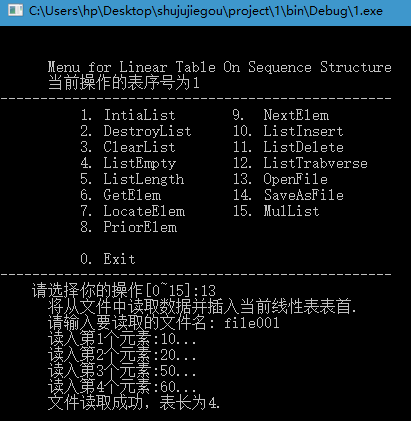 C:\Users\hp\Desktop\shujujiegou\project\1\bin\Debug\1.exe
Menu for Linear Table On Sequence Structure
当前操作的表序号为1
-------------------------------------------------
1. IntiaList 9. NextElem
2. DestroyList 10. ListInsert
3. ClearList 11. ListDelete
4. ListEmpty 12. ListTrabverse
5. ListLength 13. OpenFile
6. GetElem 14. SaveAsFile
7. LocateElem 15. MulList
8. PriorElem
0. Exit
-------------------------------------------------
请选择你的操作[0~15]:13
将从文件中读取数据并插入当前线性表表首.
请输入要读取的文件名: file001
读入第1个元素:10...
读入第2个元素:20...
读入第3个元素:50...
读入第4个元素:60...
文件读取成功，表长为4.